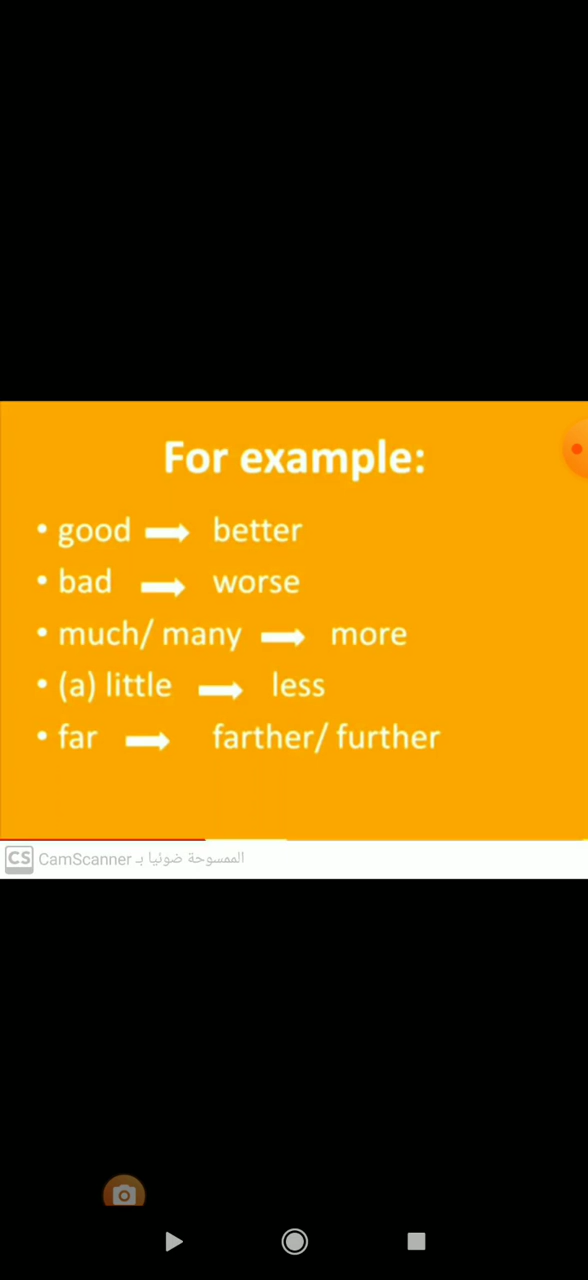 For example:
• good ➡ better
• bad ➡ worse
• much/ many ➡ more
• (a) little ➡ less
• far ➡ farther/ further
CS CamScanner الممسوحة ضوئيا بـ